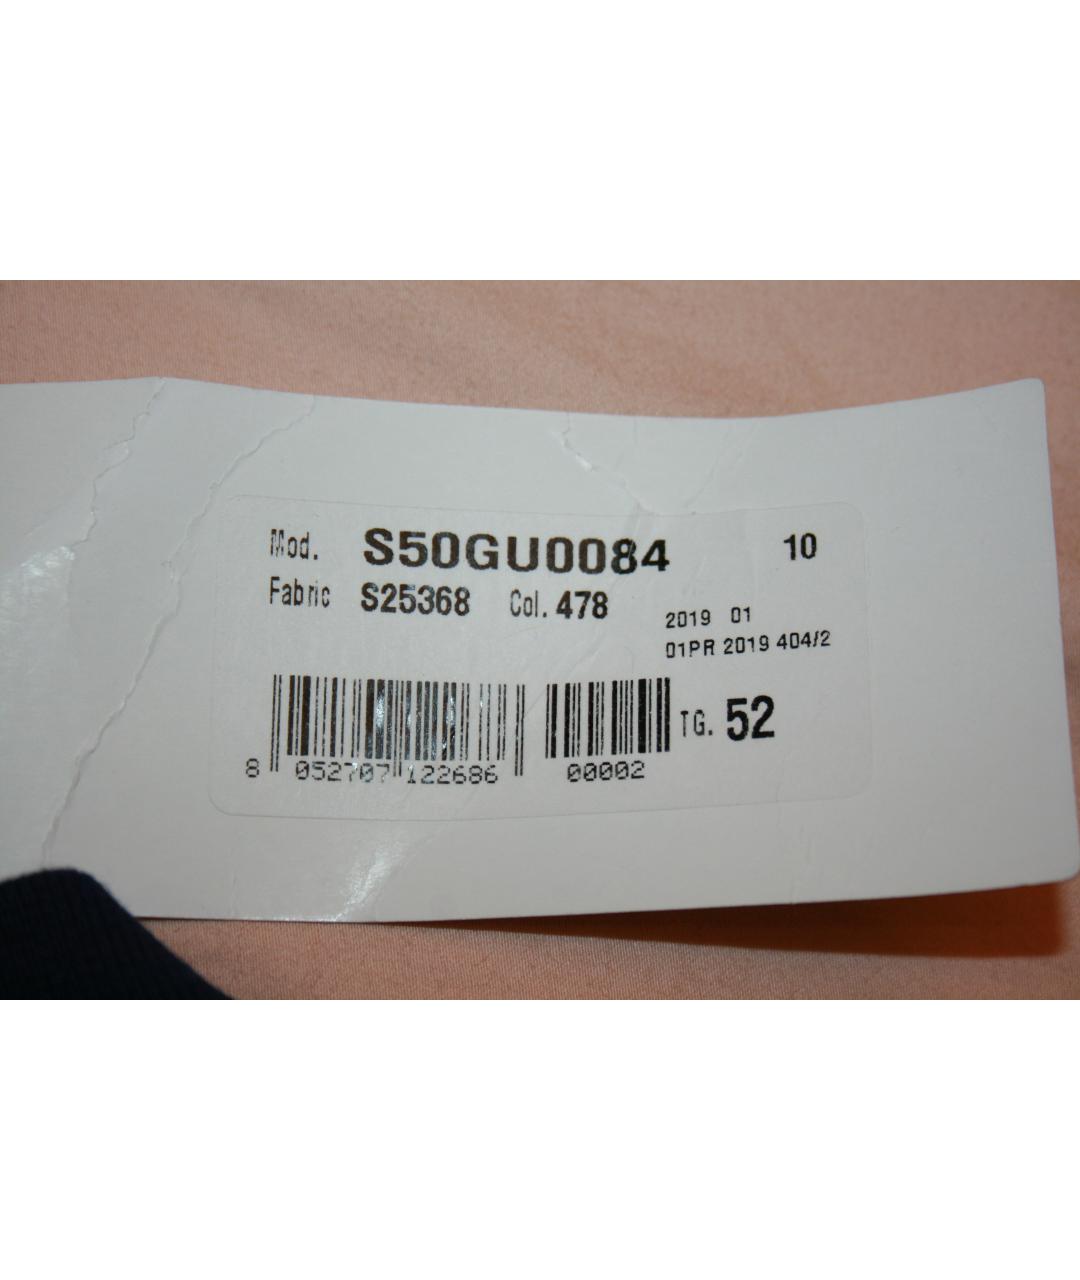 Mod. S50GU0084 10
Fabric S25368 Col. 478
2019 01
01PR 2019 404/2
TG. 52
8 052707 122686 00002